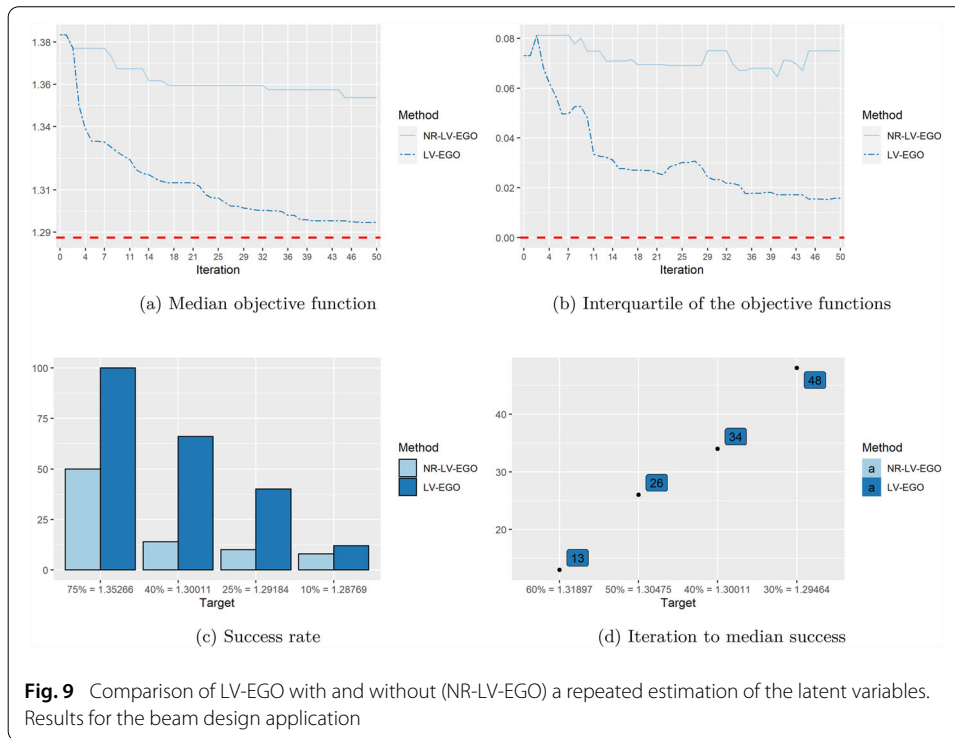 1.38
1.36
1.34
1.31
1.29
0 4 7 11 14 18 21 25 29 32 36 39 43 46 50
Iteration
Method
NR-LV-EGO
LV-EGO
(a) Median objective function
0.08
0.06
0.04
0.02
0.00
0 4 7 11 14 18 22 25 29 32 36 40 43 46 50
Iteration
Method
NR-LV-EGO
LV-EGO
(b) Interquartile of the objective functions
100
75
50
25
0
75% = 1.35266 40% = 1.30011 25% = 1.29184 10% = 1.28769
Target
Method
NR-LV-EGO
LV-EGO
(c) Success rate
40
30
20
48
34
26
13
60% = 1.31897 50% = 1.30475 40% = 1.30011 30% = 1.29464
Target
Method
a NR-LV-EGO
a LV-EGO
(d) Iteration to median success
Fig. 9 Comparison of LV-EGO with and without (NR-LV-EGO) a repeated estimation of the latent variables.
Results for the beam design application